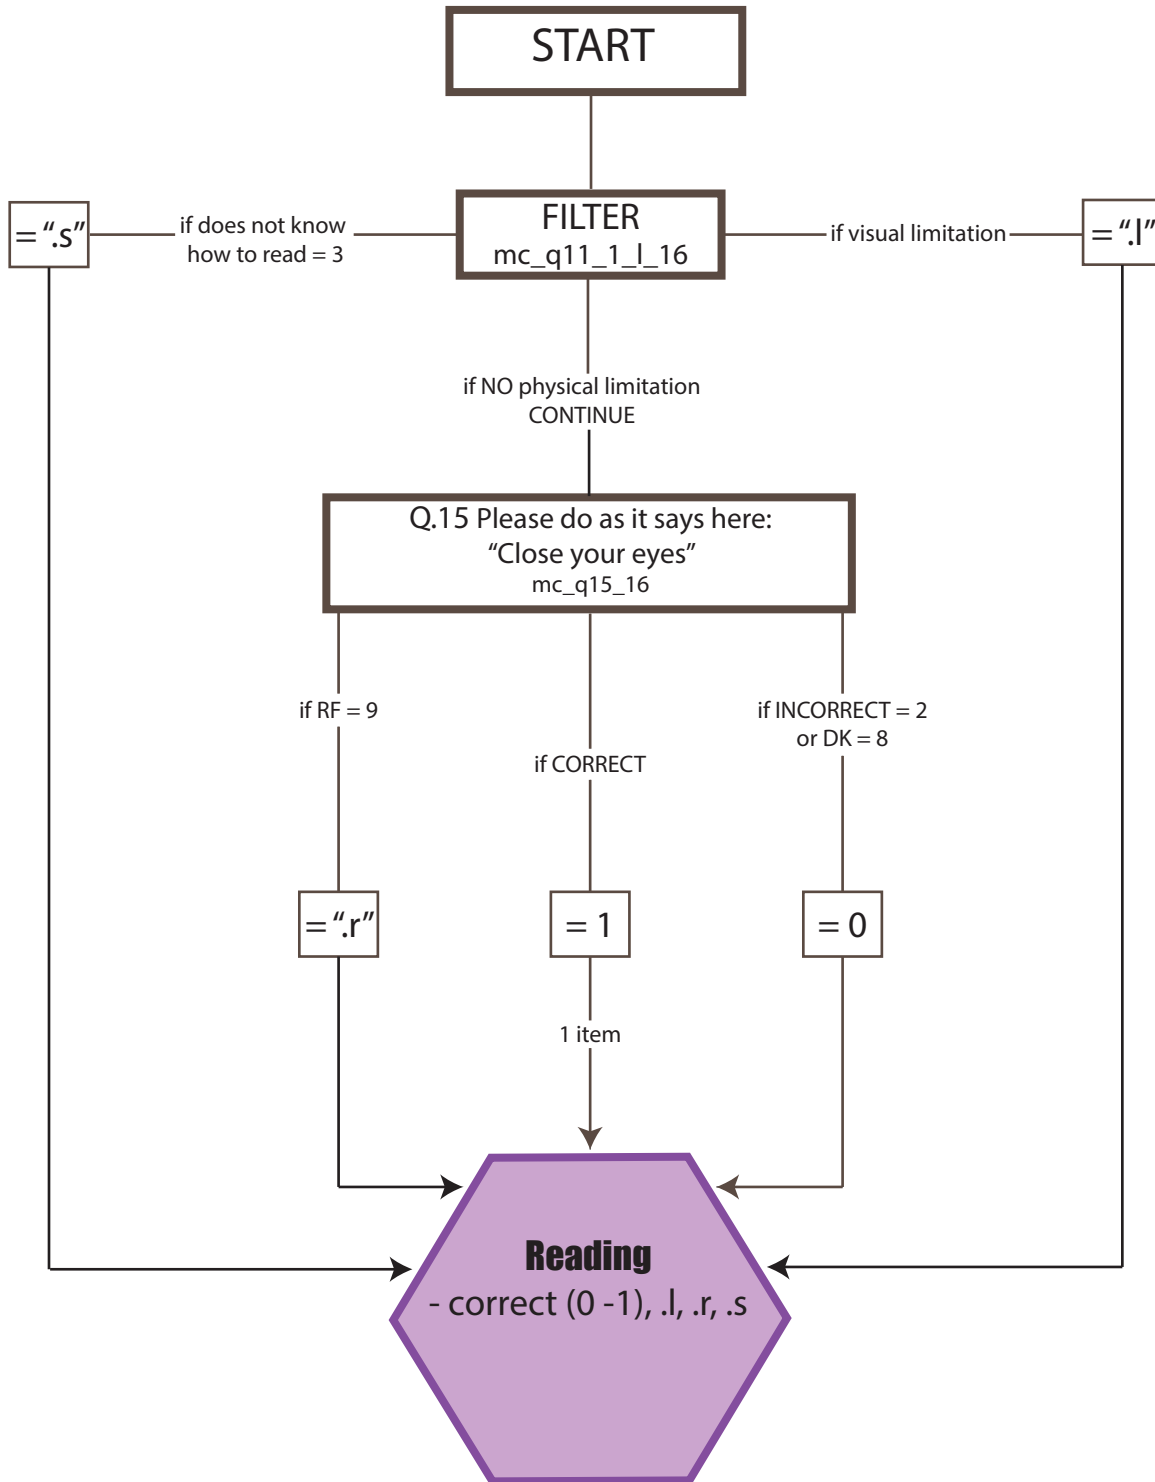 START
= “.s”
if does not know
how to read = 3
FILTER
mc_q11_1_l_16
if visual limitation
= “.l”
if NO physical limitation
CONTINUE
Q.15 Please do as it says here:
“Close your eyes”
mc_q15_16
if RF = 9
if CORRECT
if INCORRECT = 2
or DK = 8
= “.r”
= 1
= 0
1 item
Reading
- correct (0 -1), .l, .r, .s